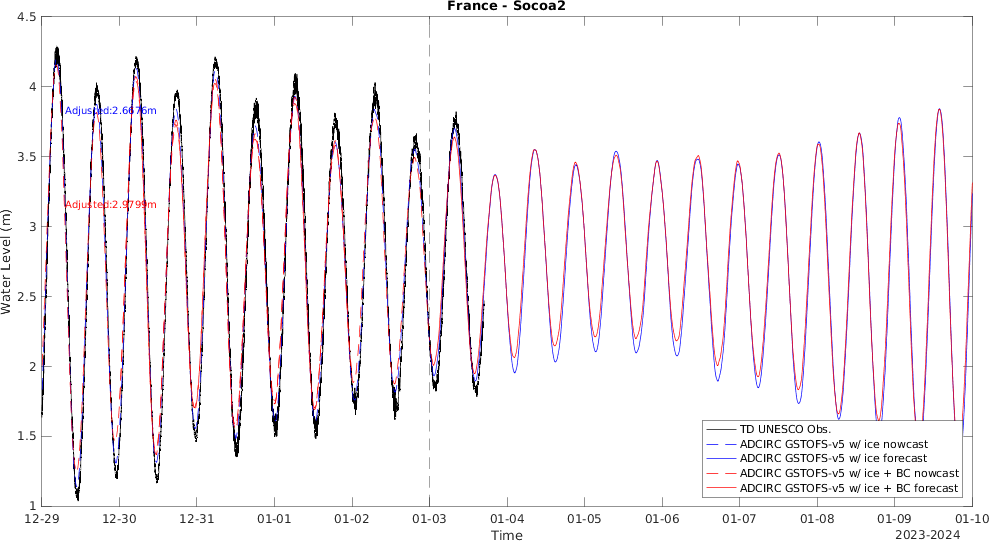 France - Socoa2
Water Level (m)
4.5
4
3.5
3
2.5
2
1.5
1
Adjusted:2.6676m
Adjusted:2.9799m
TD UNESCO Obs.
ADCIRC GSTOFS-v5 w/ ice nowcast
ADCIRC GSTOFS-v5 w/ ice forecast
ADCIRC GSTOFS-v5 w/ ice + BC nowcast
ADCIRC GSTOFS-v5 w/ ice + BC forecast
12-29 12-30 12-31 01-01 01-02 01-03 01-04 01-05 01-06 01-07 01-08 01-09 01-10
Time
2023-2024